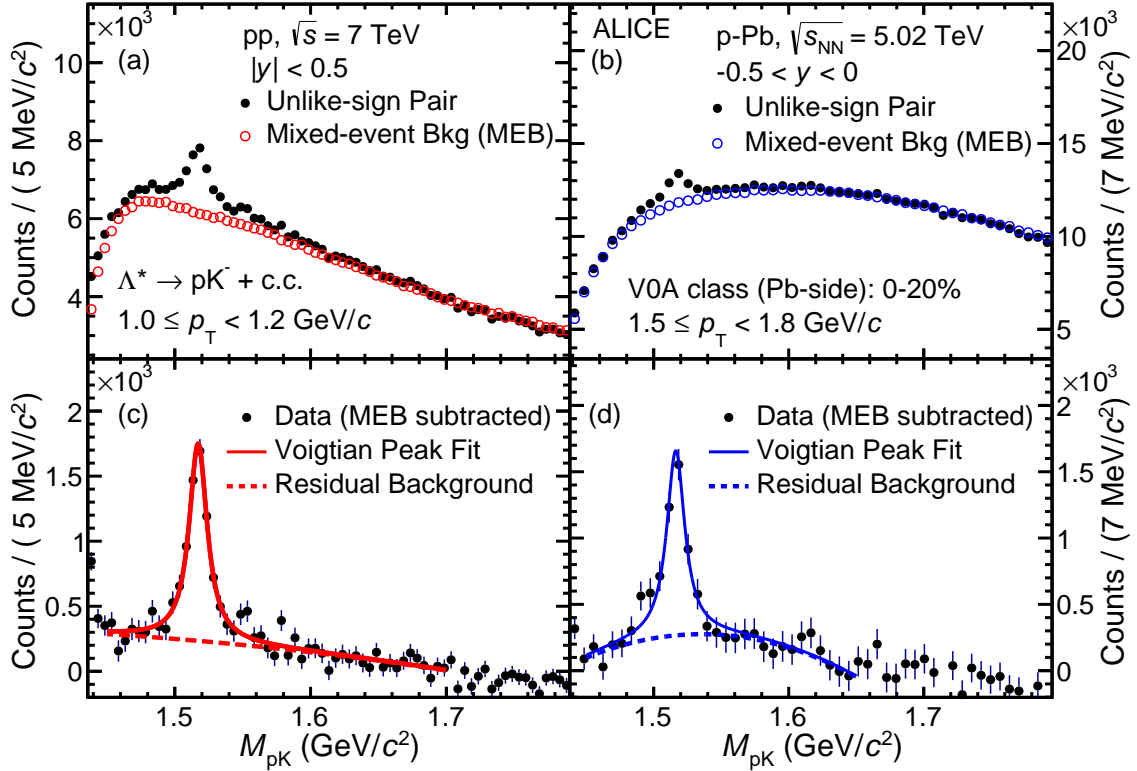 ×10³
(a)
pp, √s = 7 TeV
|y| < 0.5
Unlike-sign Pair
Mixed-event Bkg (MEB)
Λ* → pK⁻ + c.c.
1.0 ≤ p_T < 1.2 GeV/c
Counts / ( 5 MeV/c²)
10
8
6
4
ALICE
(b)
p-Pb, √s_NN = 5.02 TeV
-0.5 < y < 0
Unlike-sign Pair
Mixed-event Bkg (MEB)
V0A class (Pb-side): 0-20%
1.5 ≤ p_T < 1.8 GeV/c
×10³
20
15
10
5
Counts / (7 MeV/c²)
×10³
(c)
Data (MEB subtracted)
Voigtian Peak Fit
Residual Background
Counts / ( 5 MeV/c²)
2
1.5
1
0.5
0
1.5
1.6
1.7
M_pK (GeV/c²)
(d)
Data (MEB subtracted)
Voigtian Peak Fit
Residual Background
×10³
2
1.5
1
0.5
0
Counts / (7 MeV/c²)
1.5
1.6
1.7
M_pK (GeV/c²)